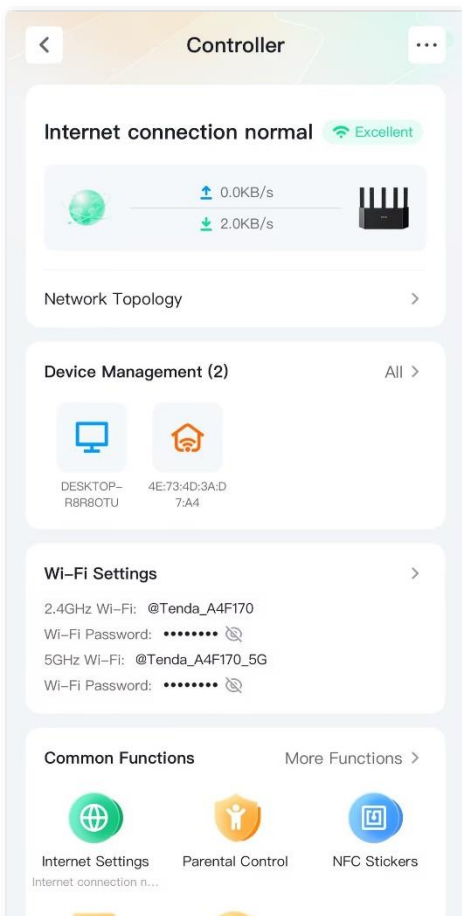 Controller
Internet connection normal Excellent
0.0KB/s
2.0KB/s
Network Topology
Device Management (2) All
DESKTOP-
R8R8OTU
4E:73:4D:3A:D
7:A4
Wi-Fi Settings
2.4GHz Wi-Fi: @Tenda_A4F170
Wi-Fi Password: ••••••••
5GHz Wi-Fi: @Tenda_A4F170_5G
Wi-Fi Password: ••••••••
Common Functions More Functions
Internet Settings
Internet connection n...
Parental Control
NFC Stickers